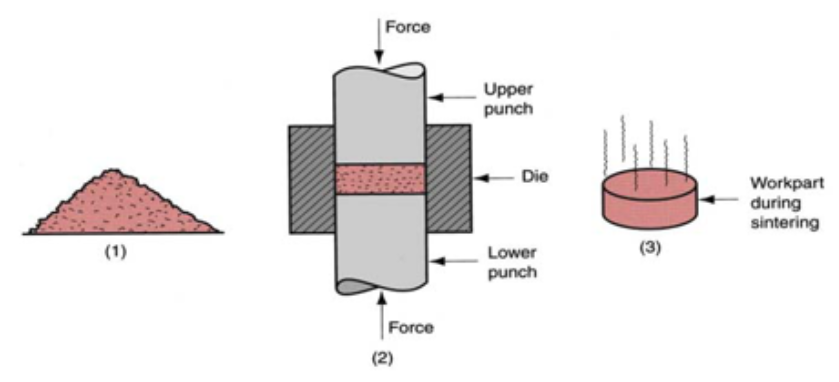 Force
Upper
punch
Die
Workpart
during
sintering
(1)
(3)
Lower
punch
Force
(2)